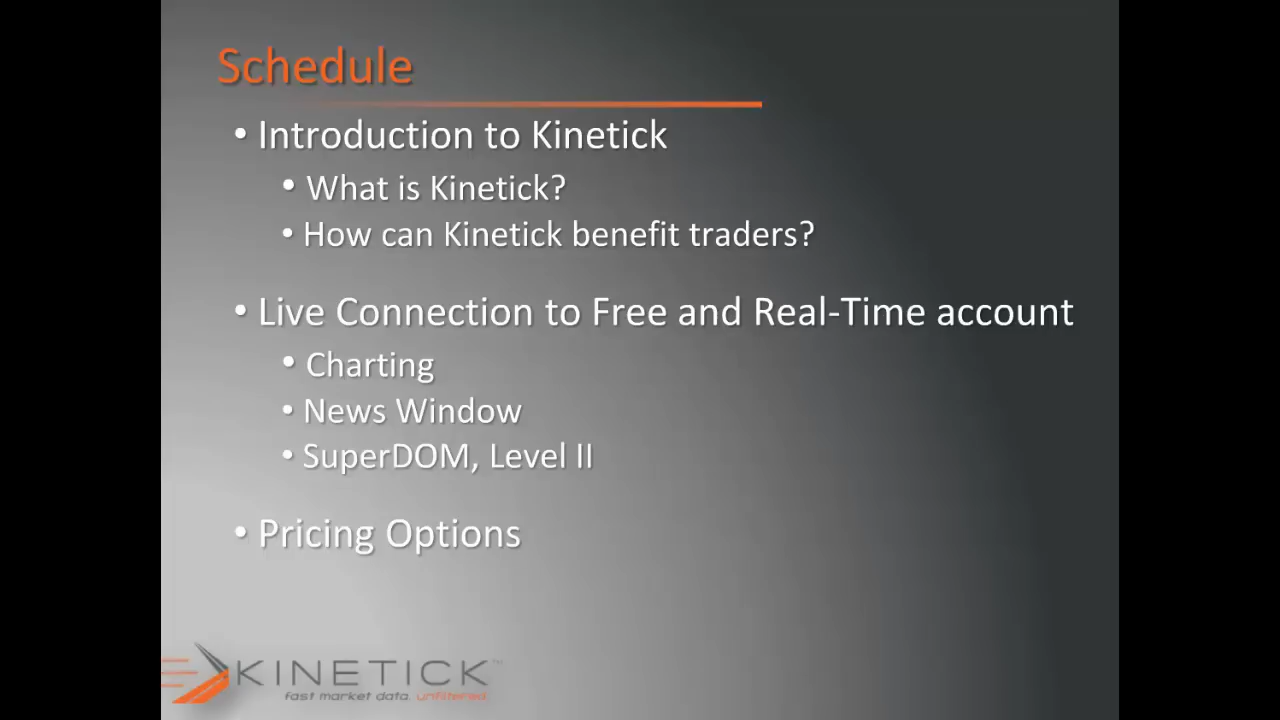 Schedule
• Introduction to Kinetick
• What is Kinetick?
• How can Kinetick benefit traders?
• Live Connection to Free and Real-Time account
• Charting
• News Window
• SuperDOM, Level II
• Pricing Options
KINETICK™
fast market data. unfiltered.